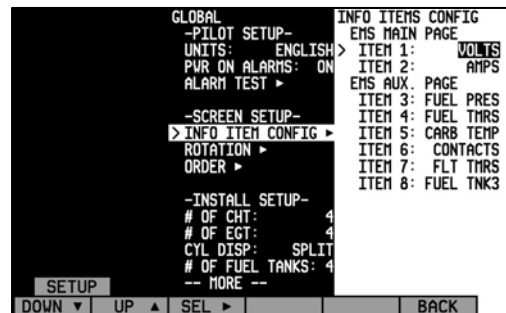 GLOBAL
-PILOT SETUP-
UNITS: ENGLISH
PWR ON ALARMS: ON
ALARM TEST ►
-SCREEN SETUP-
> INFO ITEM CONFIG ►
ROTATION ►
ORDER ►
-INSTALL SETUP-
# OF CHT: 4
# OF EGT: 4
CYL DISP: SPLIT
# OF FUEL TANKS: 4
-- MORE --
INFO ITEMS CONFIG
EMS MAIN PAGE
> ITEM 1: VOLTS
ITEM 2: AMPS
EMS AUX. PAGE
ITEM 3: FUEL PRES
ITEM 4: FUEL TMRS
ITEM 5: CARB TEMP
ITEM 6: CONTACTS
ITEM 7: FLT TMRS
ITEM 8: FUEL TNK3
SETUP
DOWN ▼ UP ▲ SEL ► BACK